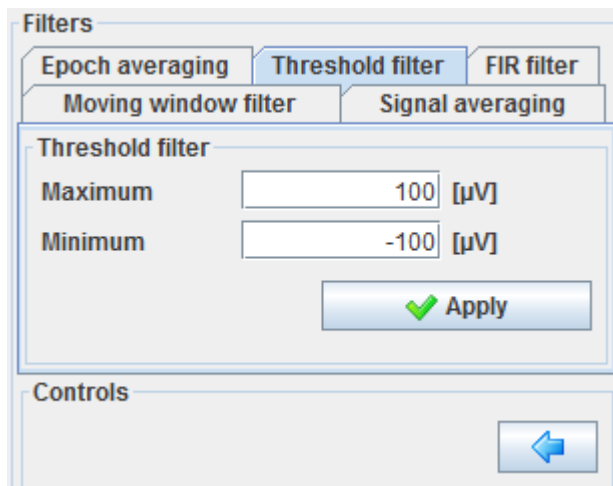 Filters
Epoch averaging Threshold filter FIR filter
Moving window filter Signal averaging
Threshold filter
Maximum 100 [µV]
Minimum -100 [µV]
Apply
Controls